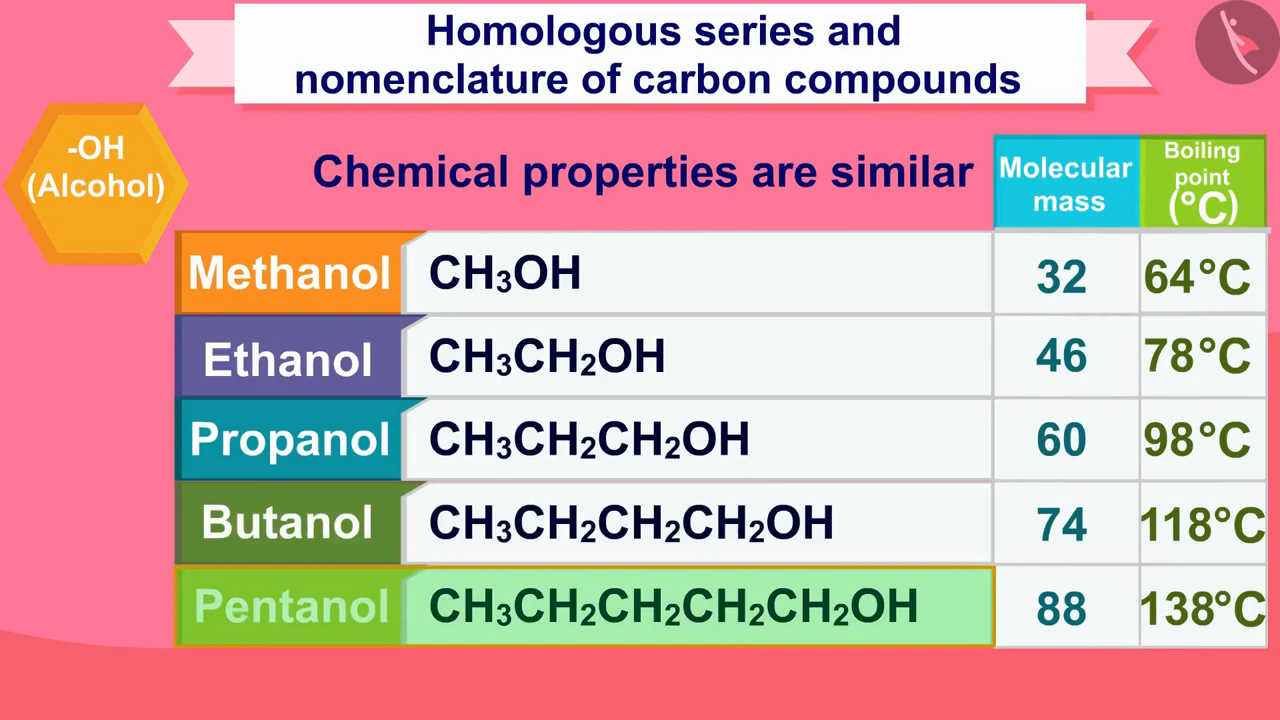 Homologous series and
nomenclature of carbon compounds
-OH
(Alcohol)
Chemical properties are similar
Molecular
mass
Boiling
point
(°C)
Methanol CH₃OH 32 64°C
Ethanol CH₃CH₂OH 46 78°C
Propanol CH₃CH₂CH₂OH 60 98°C
Butanol CH₃CH₂CH₂CH₂OH 74 118°C
Pentanol CH₃CH₂CH₂CH₂CH₂OH 88 138°C